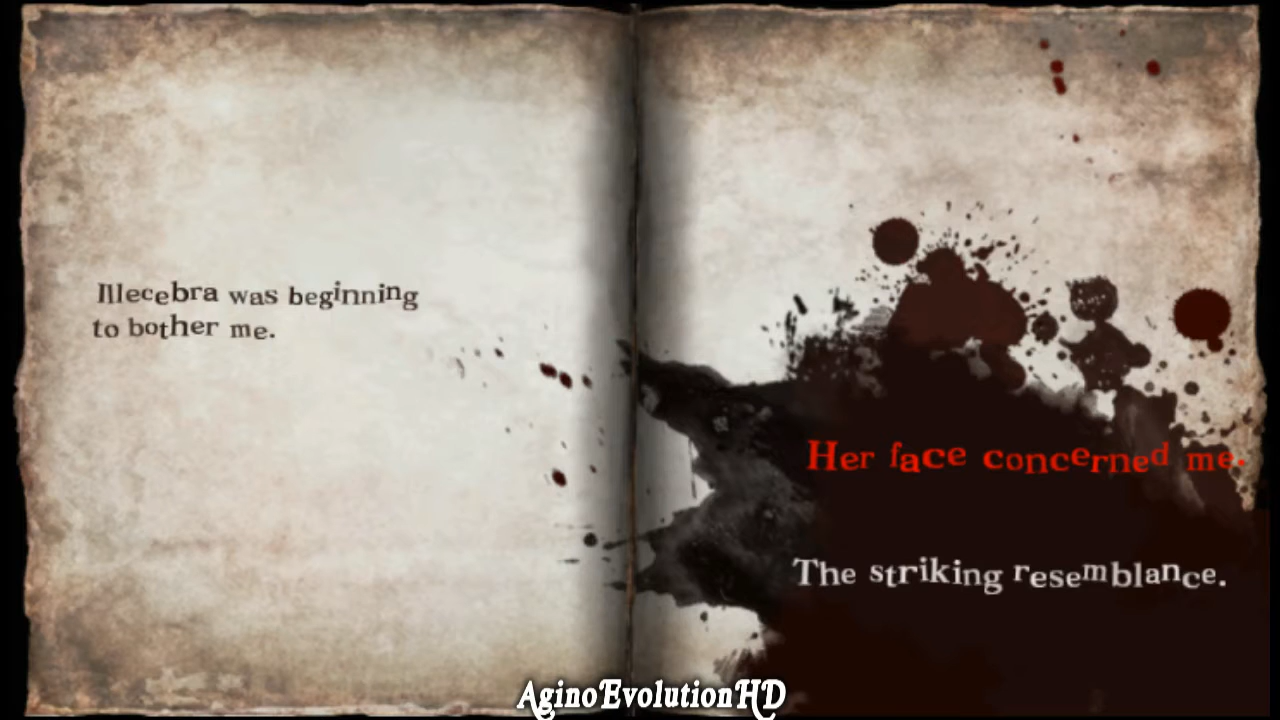 Illecebra was beginning
to bother me.
Her face concerned me.
The striking resemblance.
AginoEvolutionHD